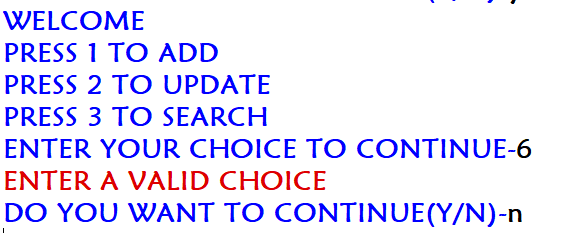 WELCOME
PRESS 1 TO ADD
PRESS 2 TO UPDATE
PRESS 3 TO SEARCH
ENTER YOUR CHOICE TO CONTINUE-6
ENTER A VALID CHOICE
DO YOU WANT TO CONTINUE(Y/N)-n